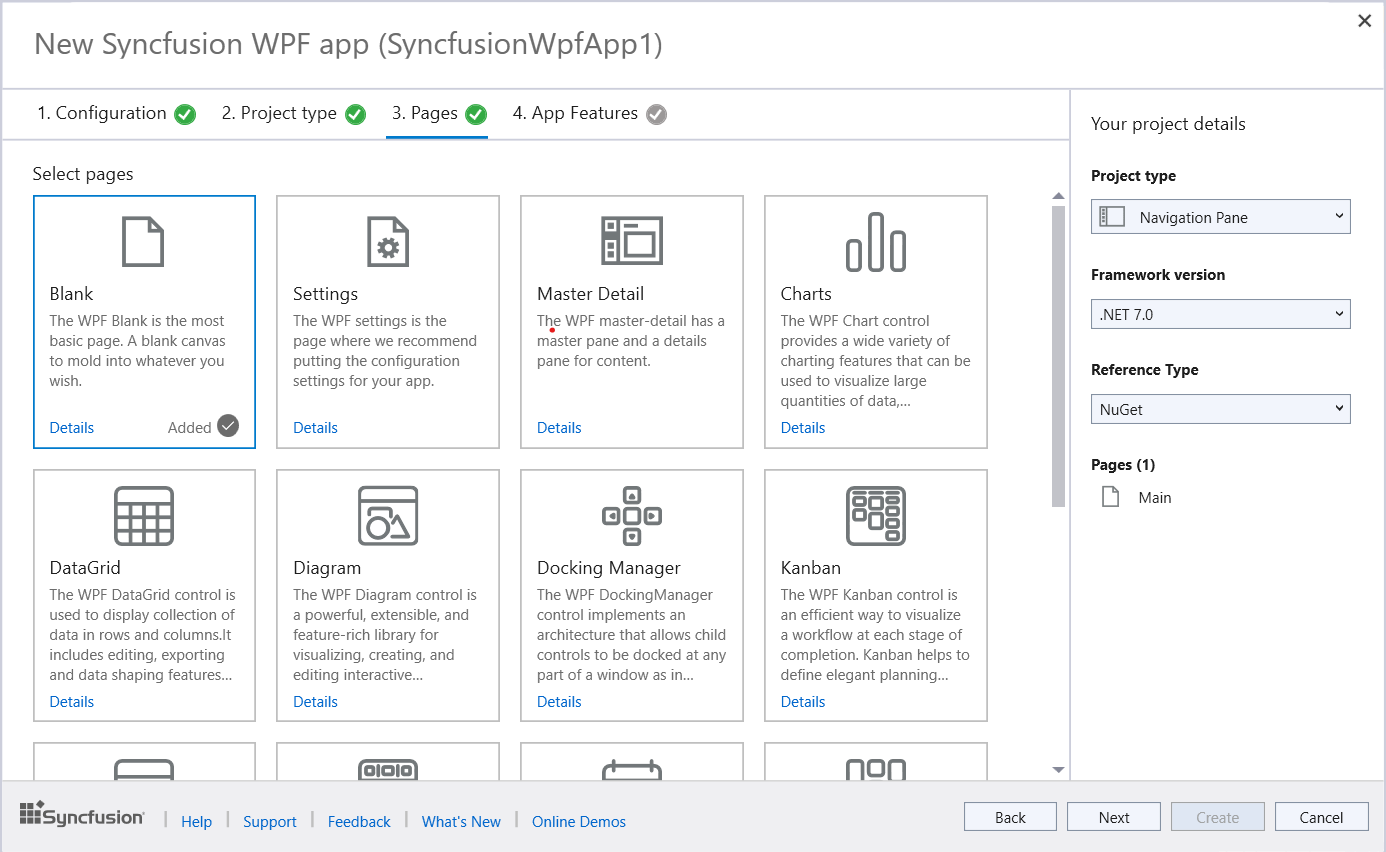 New Syncfusion WPF app (SyncfusionWpfApp1)
1. Configuration
2. Project type
3. Pages
4. App Features
Select pages
Blank
The WPF Blank is the most
basic page. A blank canvas
to mold into whatever you
wish.
Details
Added
Settings
The WPF settings is the
page where we recommend
putting the configuration
settings for your app.
Details
Master Detail
The WPF master-detail has a
master pane and a details
pane for content.
Details
Charts
The WPF Chart control
provides a wide variety of
charting features that can be
used to visualize large
quantities of data,...
Details
DataGrid
The WPF DataGrid control is
used to display collection of
data in rows and columns.It
includes editing, exporting
and data shaping features...
Details
Diagram
The WPF Diagram control is
a powerful, extensible, and
feature-rich library for
visualizing, creating, and
editing interactive...
Details
Docking Manager
The WPF DockingManager
control implements an
architecture that allows child
controls to be docked at any
part of a window as in...
Details
Kanban
The WPF Kanban control is
an efficient way to visualize
a workflow at each stage of
completion. Kanban helps to
define elegant planning...
Details
Your project details
Project type
Navigation Pane
Framework version
.NET 7.0
Reference Type
NuGet
Pages (1)
Main
Syncfusion
Help
Support
Feedback
What's New
Online Demos
Back
Next
Create
Cancel